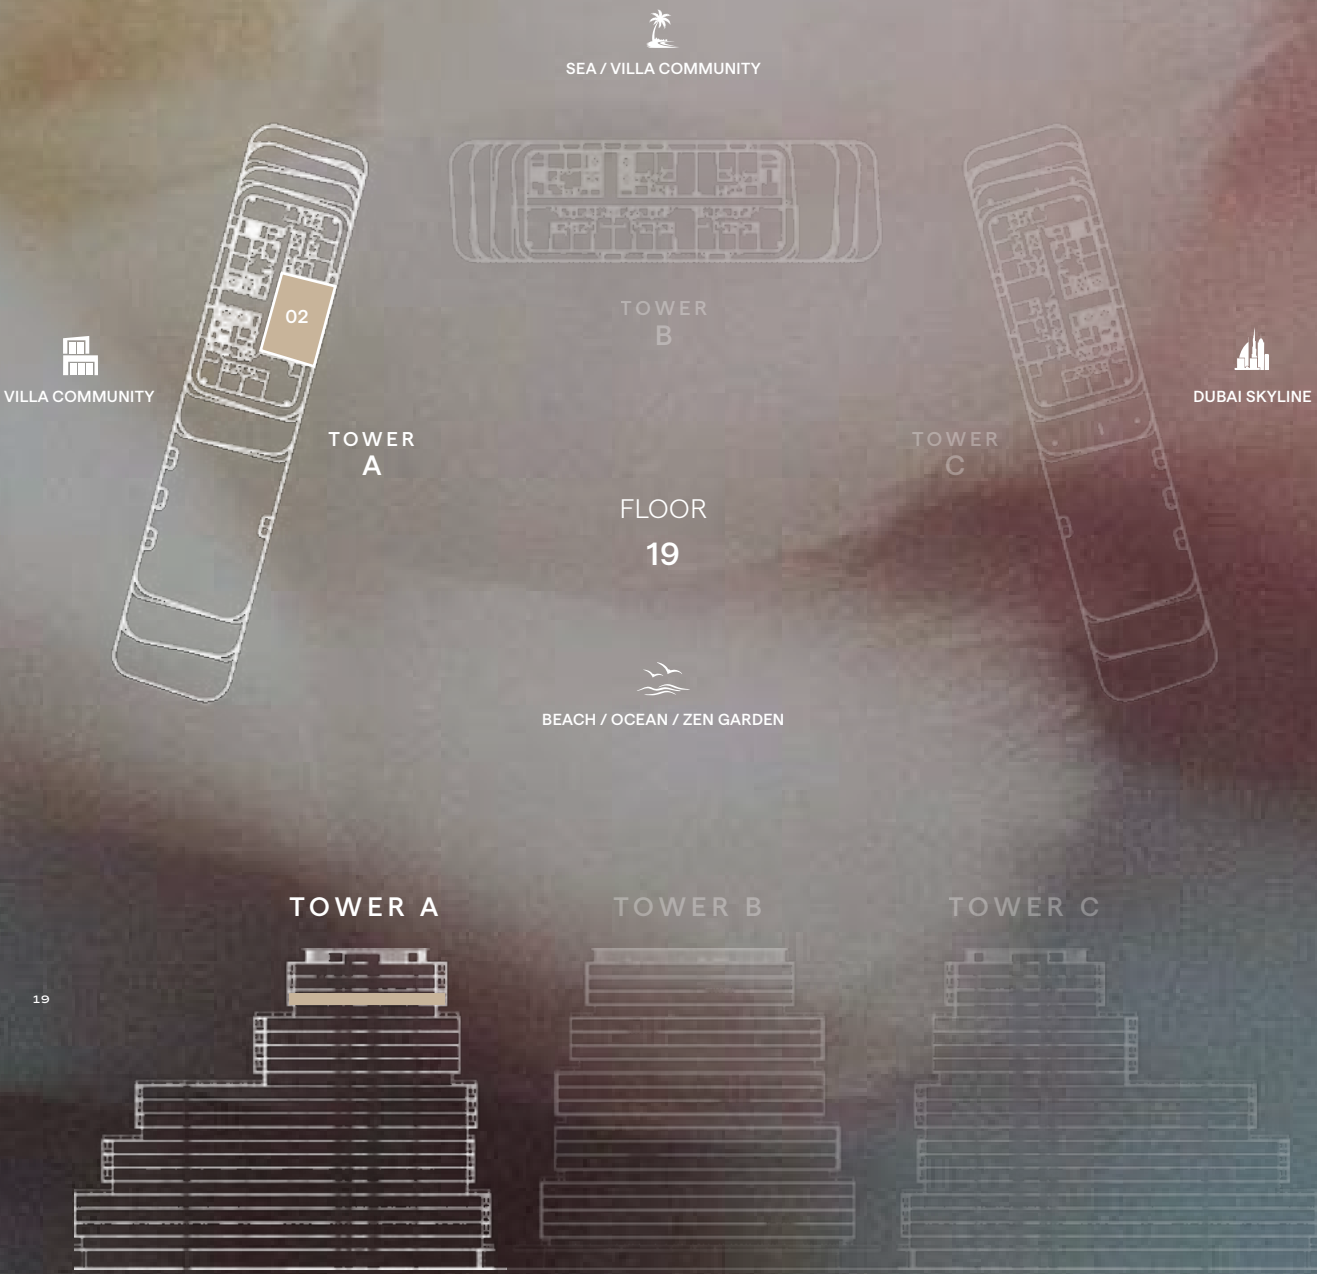 SEA / VILLA COMMUNITY
TOWER
B
02
VILLA COMMUNITY
DUBAI SKYLINE
TOWER
A
TOWER
C
FLOOR
19
BEACH / OCEAN / ZEN GARDEN
TOWER A
TOWER B
TOWER C
19